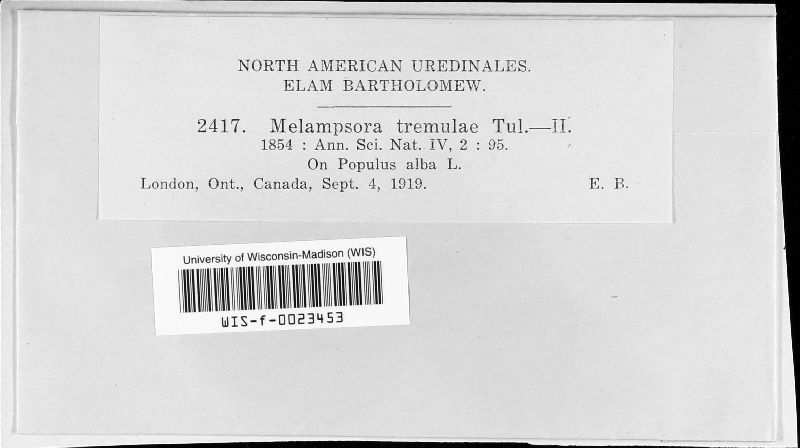 NORTH AMERICAN UREDINALES.
ELAM BARTHOLOMEW.
2417. Melampsora tremulae Tul.—II.
1854 : Ann. Sci. Nat. IV, 2 : 95.
On Populus alba L.
London, Ont., Canada, Sept. 4, 1919. E. B.
University of Wisconsin-Madison (WIS)
WIS-f-0023453